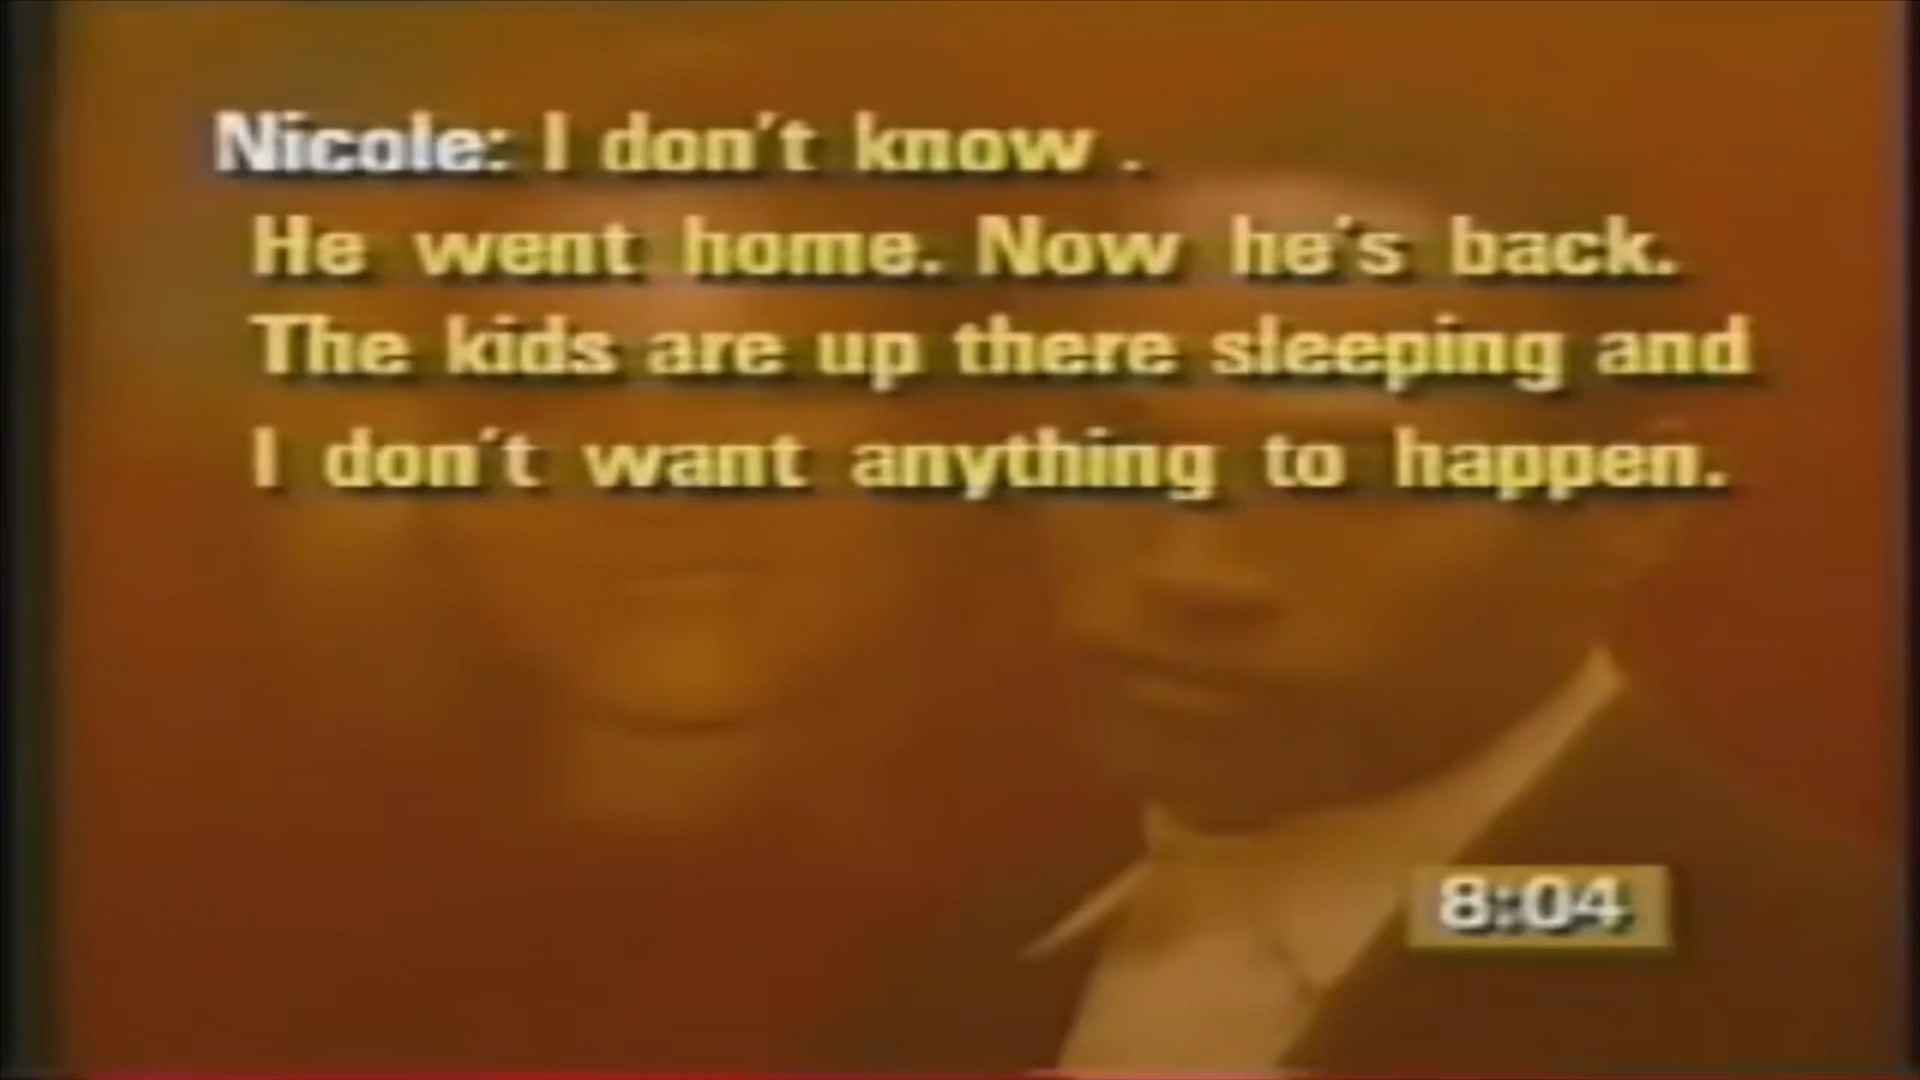 Nicole: I don't know .
He went home. Now he's back.
The kids are up there sleeping and
I don't want anything to happen.
8:04